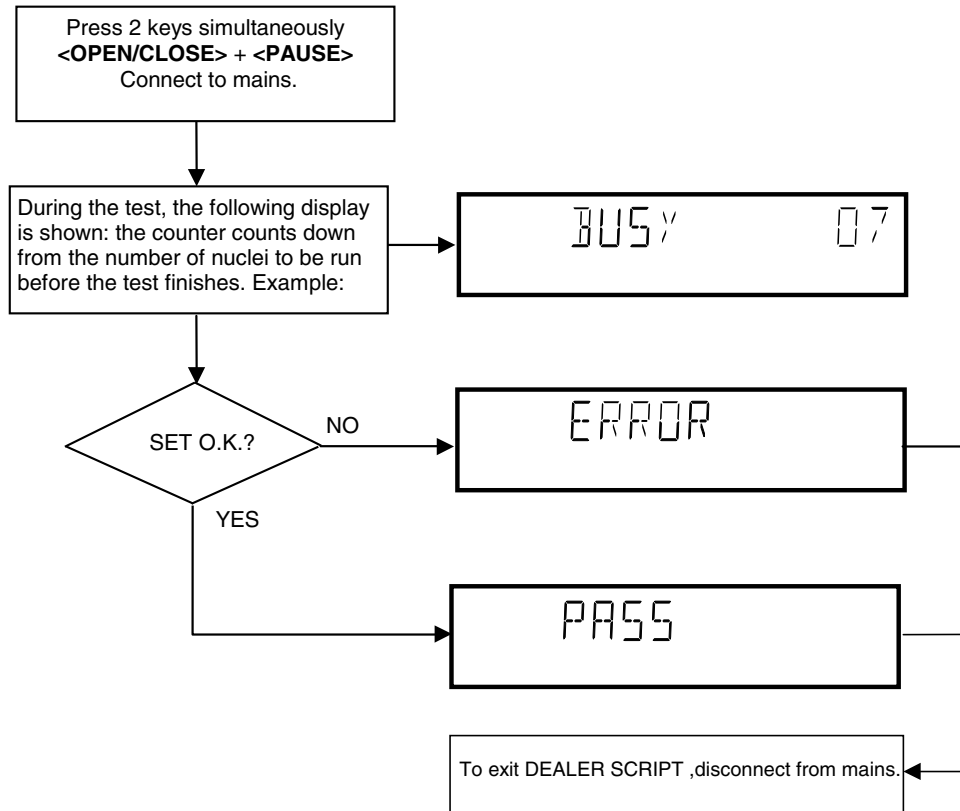 Press 2 keys simultaneously
<OPEN/CLOSE> + <PAUSE>
Connect to mains.
During the test, the following display
is shown: the counter counts down
from the number of nuclei to be run
before the test finishes. Example:
BUSY 07
SET O.K.?
NO
ERROR
YES
PASS
To exit DEALER SCRIPT ,disconnect from mains.